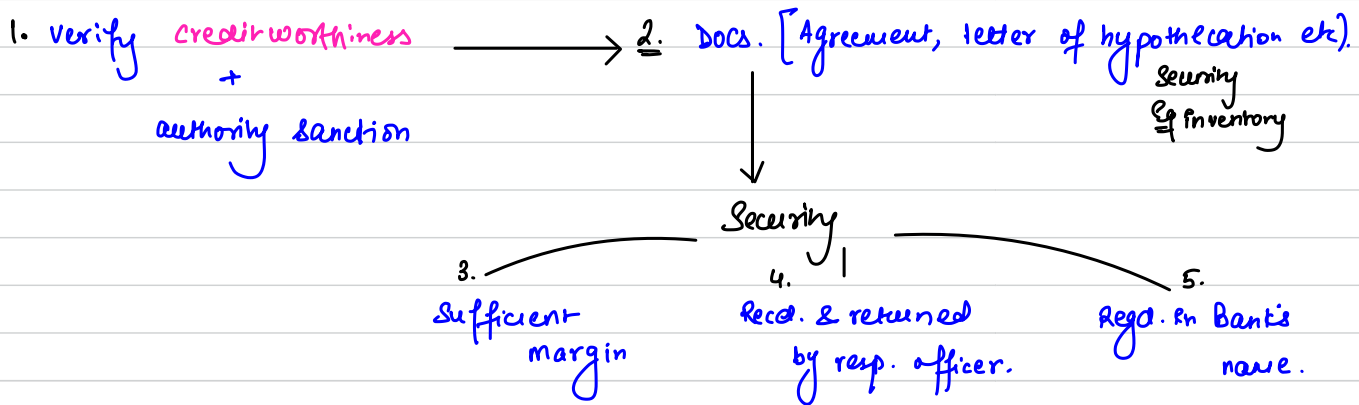 1. Verify creditworthiness → 2. Docs. [Agreement, letter of hypothecation etc).
+
authority sanction
Security
Eg inventory
Security
3.
Sufficient
margin
4.
Recd. & returned
by resp. officer.
5.
Regd. in Bank's
name.